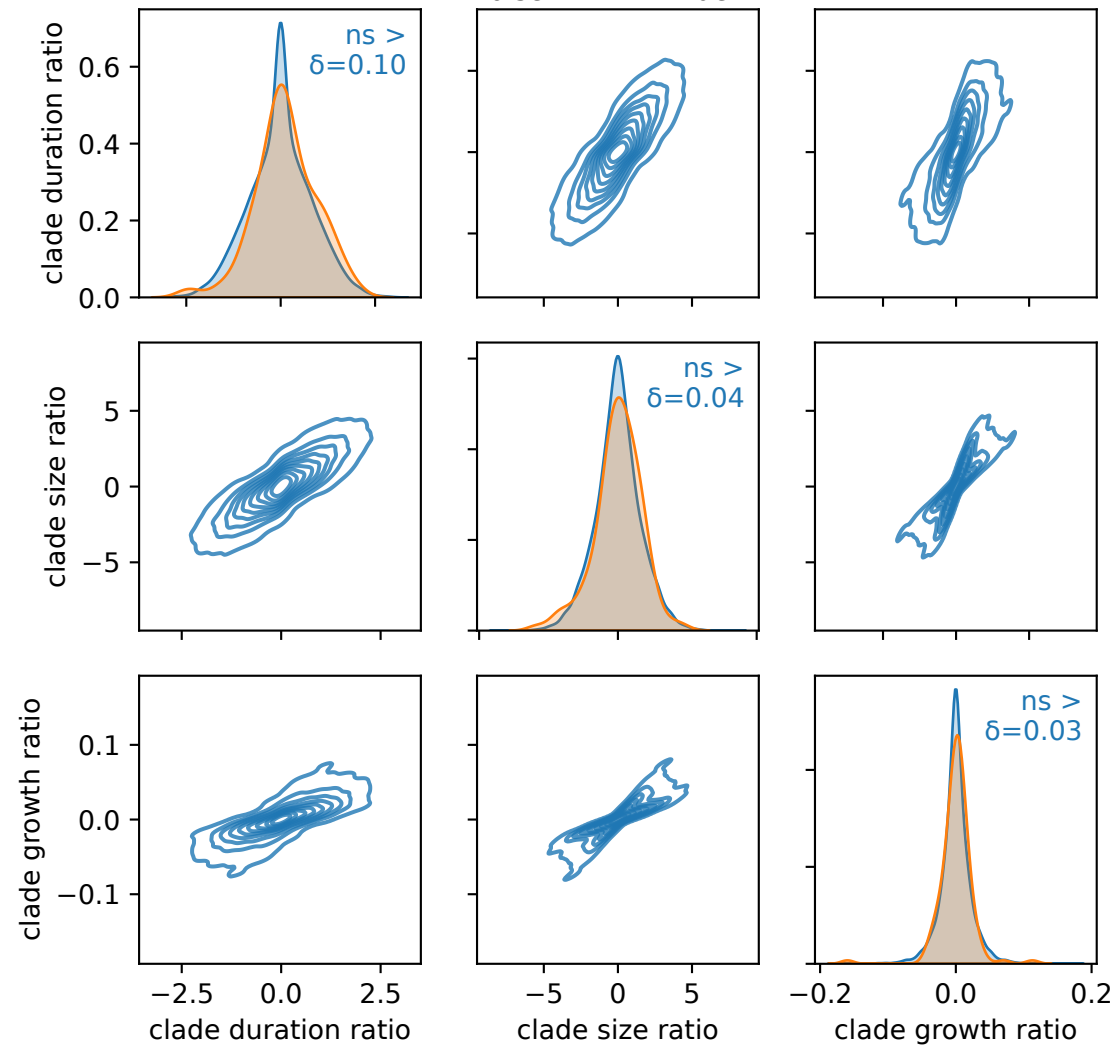 clade duration ratio
0.6
0.4
0.2
0.0
ns >
δ=0.10
clade size ratio
5
0
−5
ns >
δ=0.04
clade growth ratio
0.1
0.0
−0.1
ns >
δ=0.03
−2.5 0.0 2.5
−5 0 5
−0.2 0.0 0.2
clade duration ratio
clade size ratio
clade growth ratio